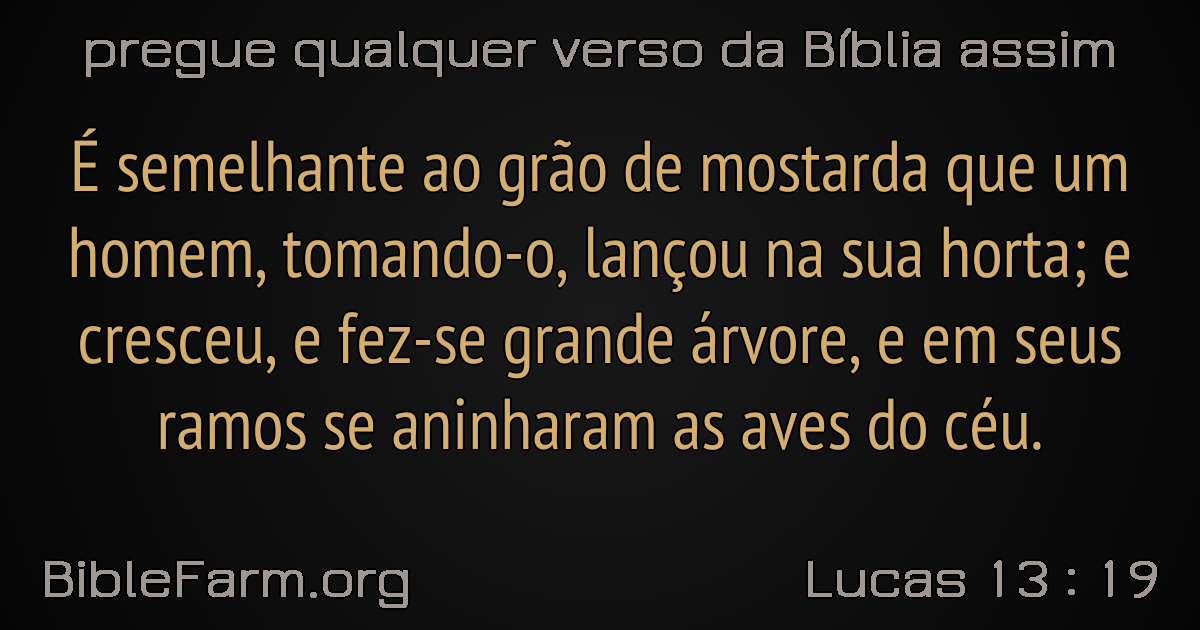 pregue qualquer verso da Bíblia assim
É semelhante ao grão de mostarda que um
homem, tomando-o, lançou na sua horta; e
cresceu, e fez-se grande árvore, e em seus
ramos se aninharam as aves do céu.
BibleFarm.org
Lucas 13 : 19